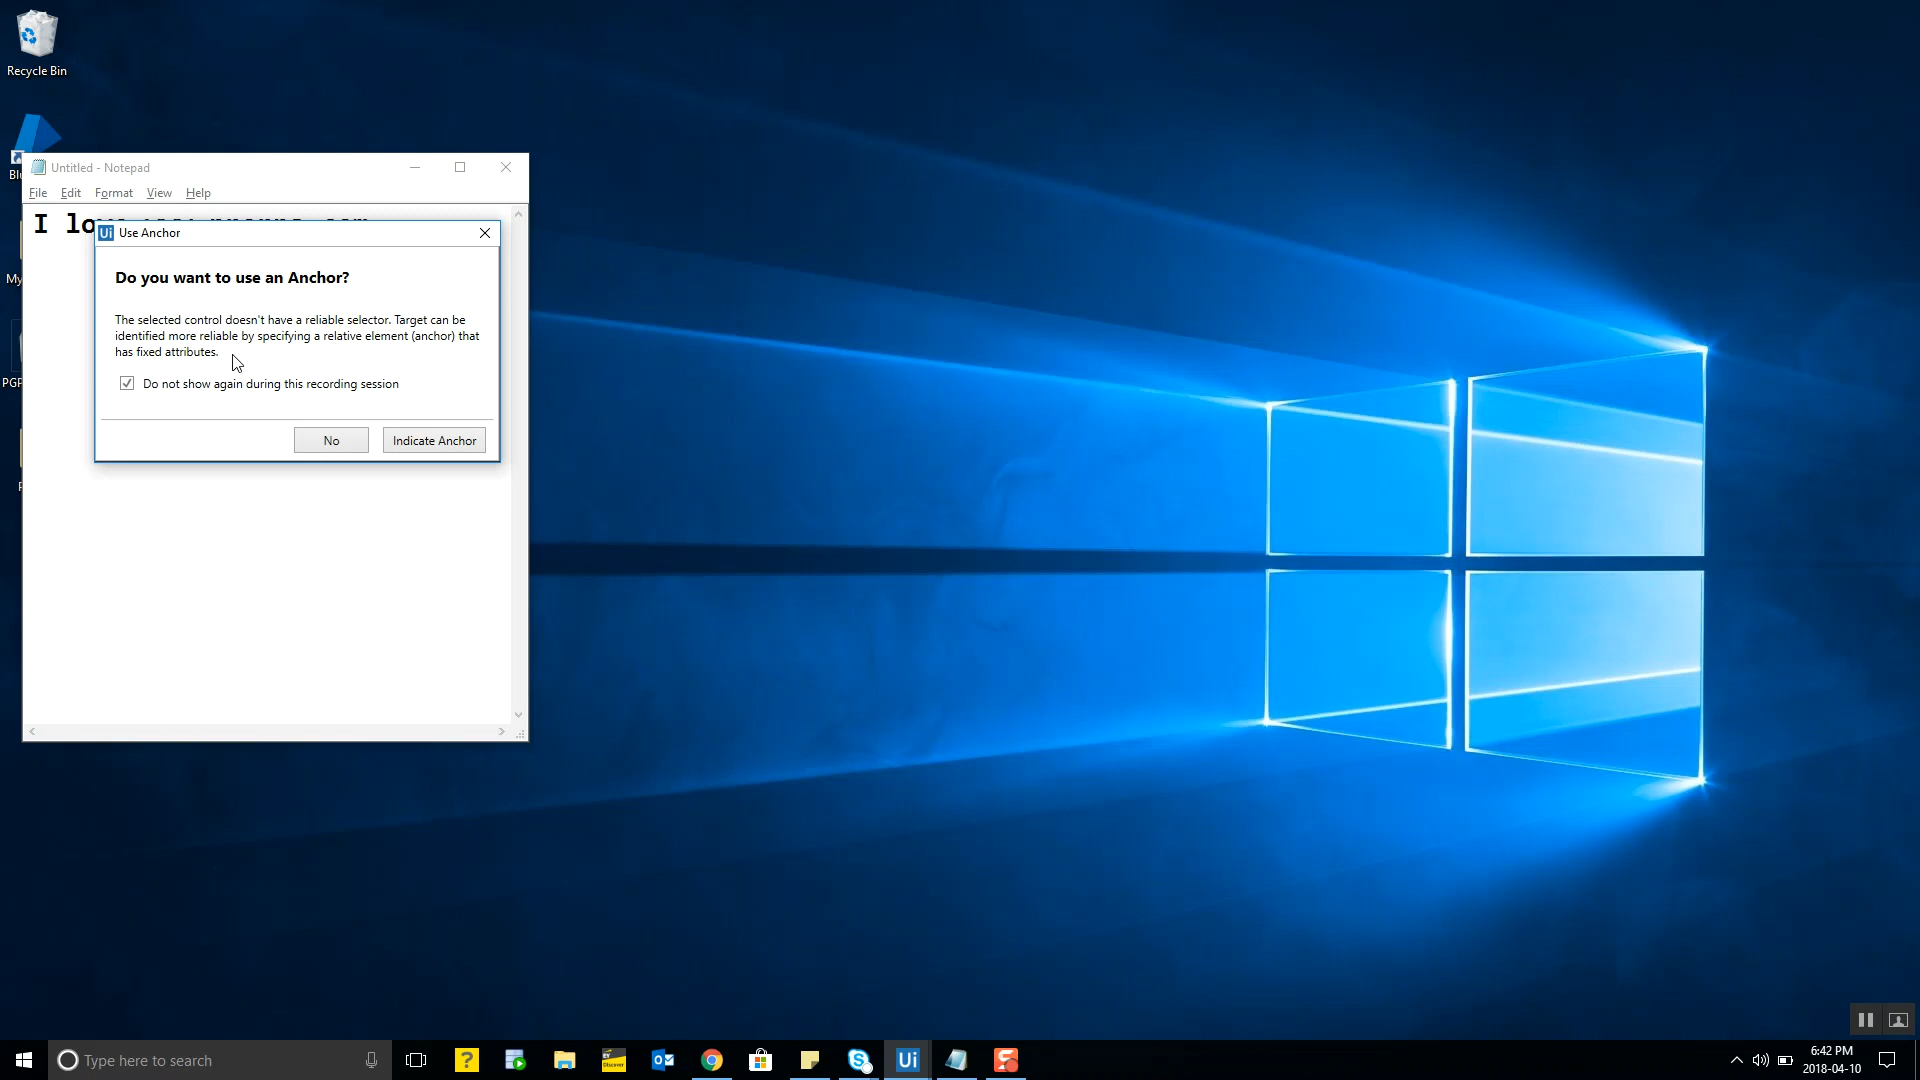 Recycle Bin
Untitled - Notepad
File Edit Format View Help
I
Use Anchor
Do you want to use an Anchor?
The selected control doesn't have a reliable selector. Target can be
identified more reliable by specifying a relative element (anchor) that
has fixed attributes.
Do not show again during this recording session
No
Indicate Anchor
Type here to search
EY
Discover
Ui
6:42 PM
2018-04-10